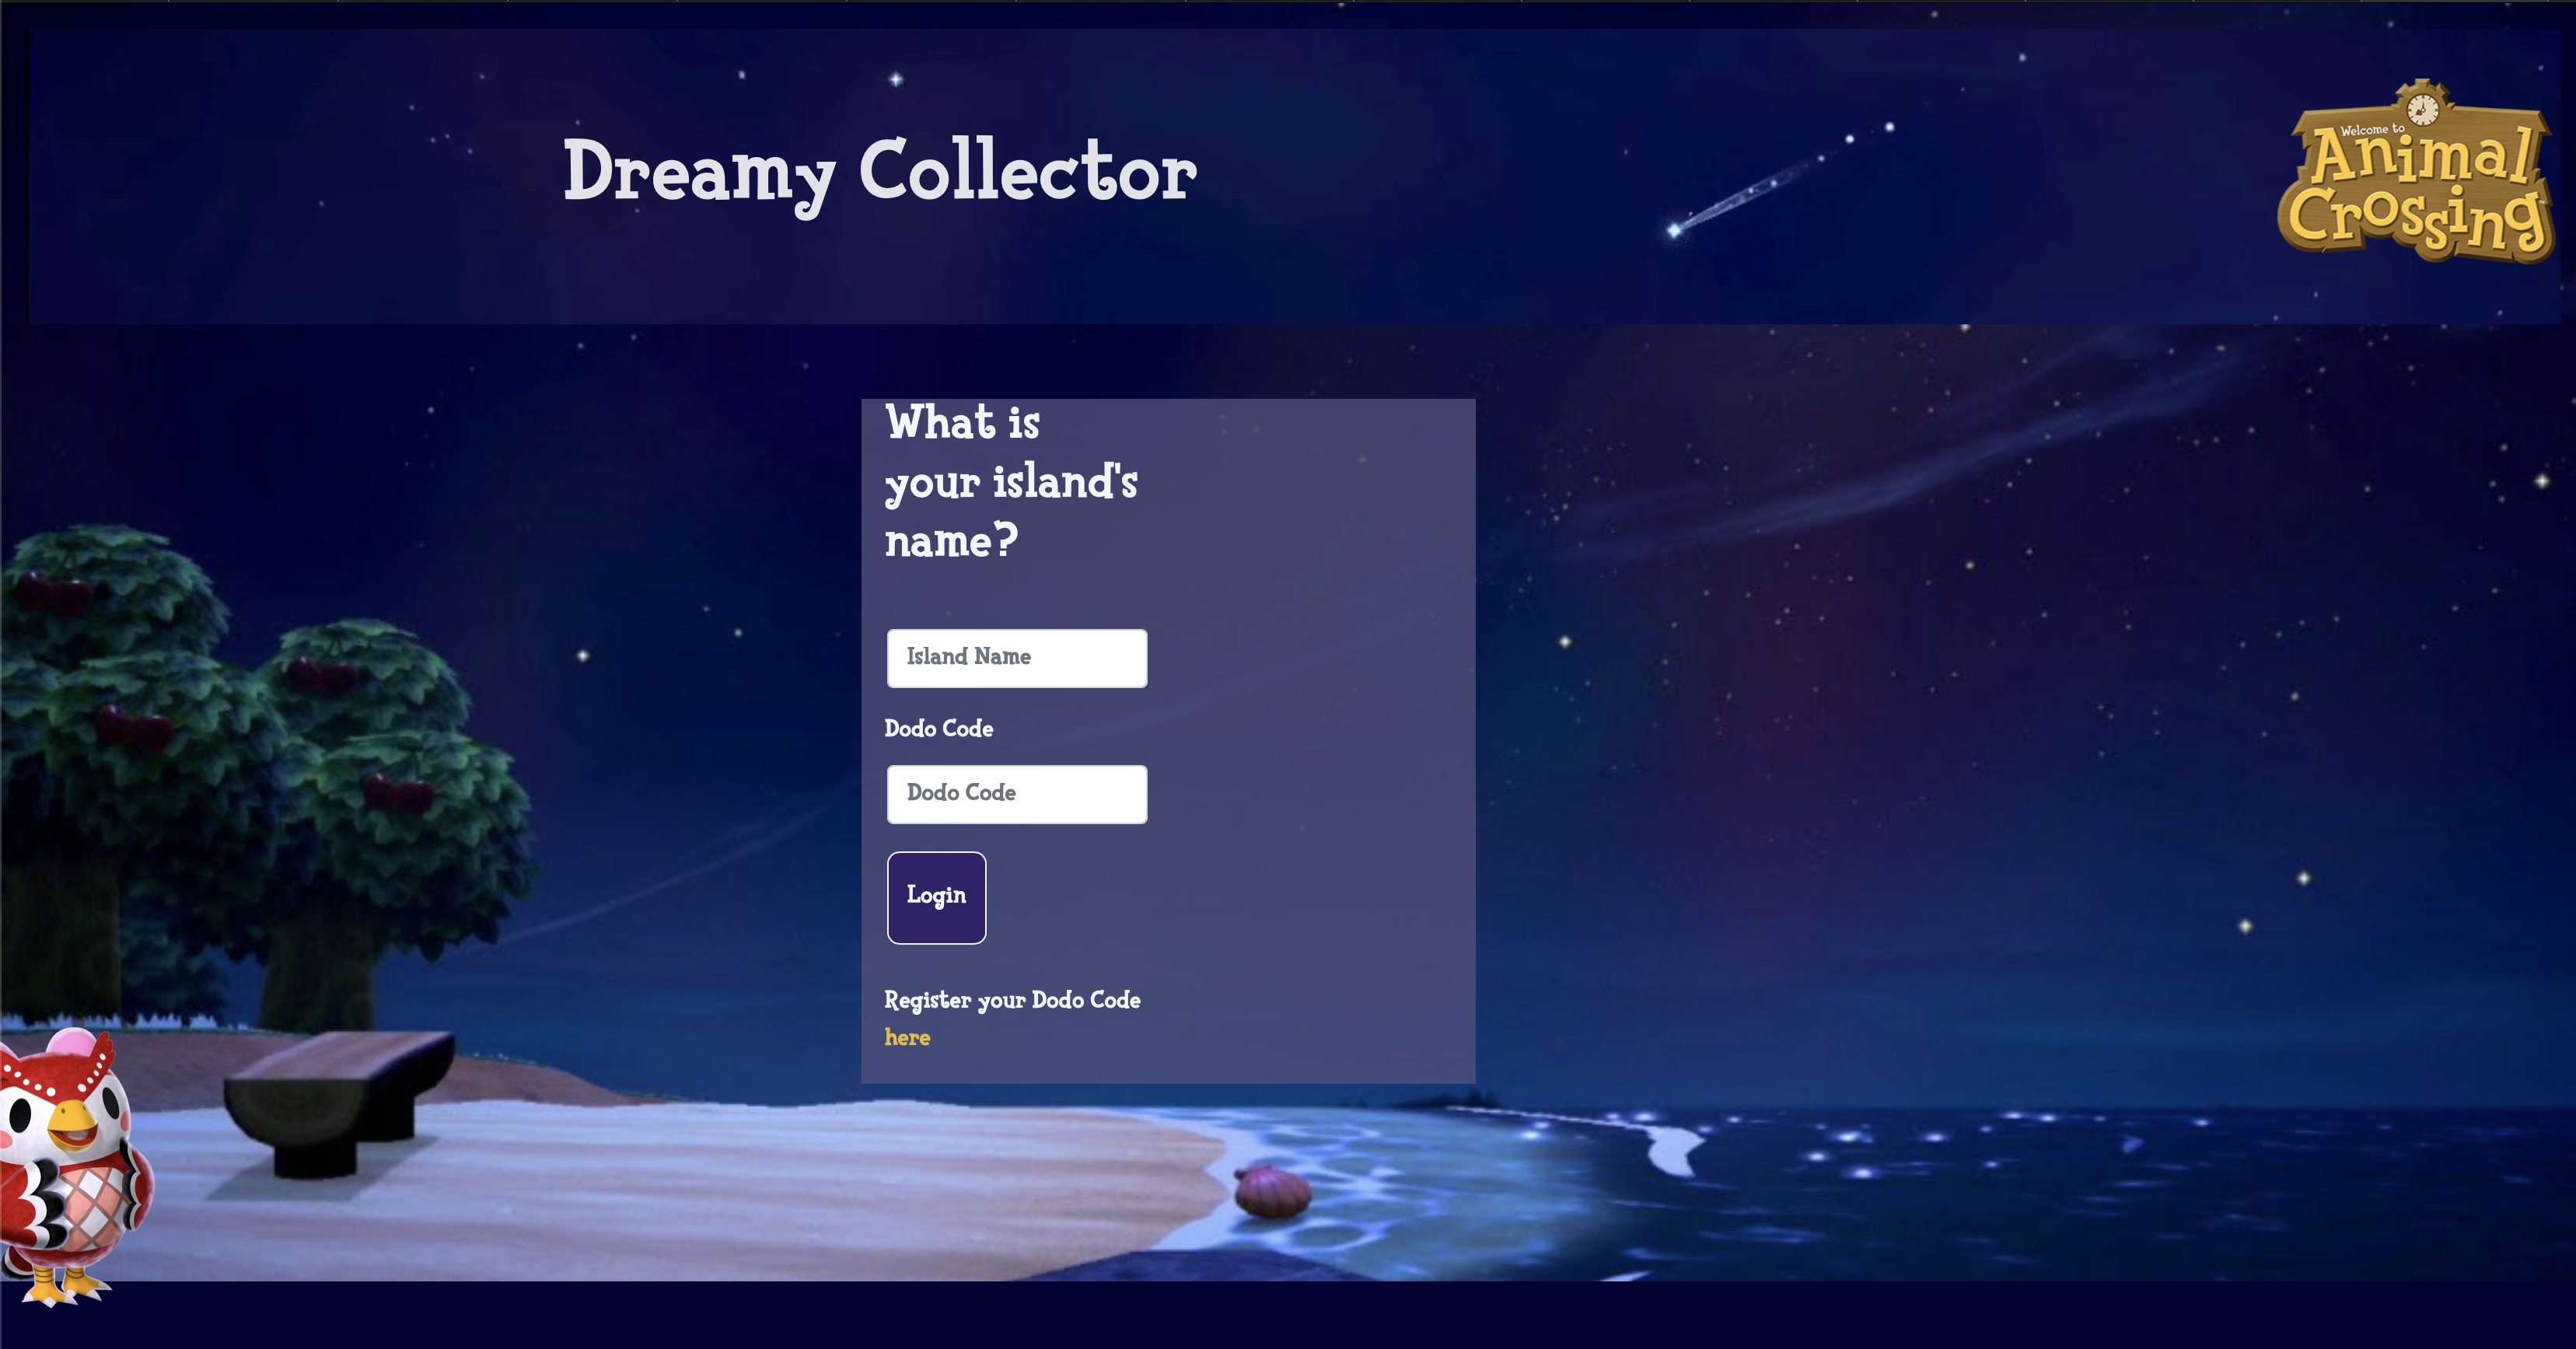 Dreamy Collector
Welcome to
Animal
Crossing
What is
your island's
name?
Island Name
Dodo Code
Dodo Code
Login
Register your Dodo Code
here